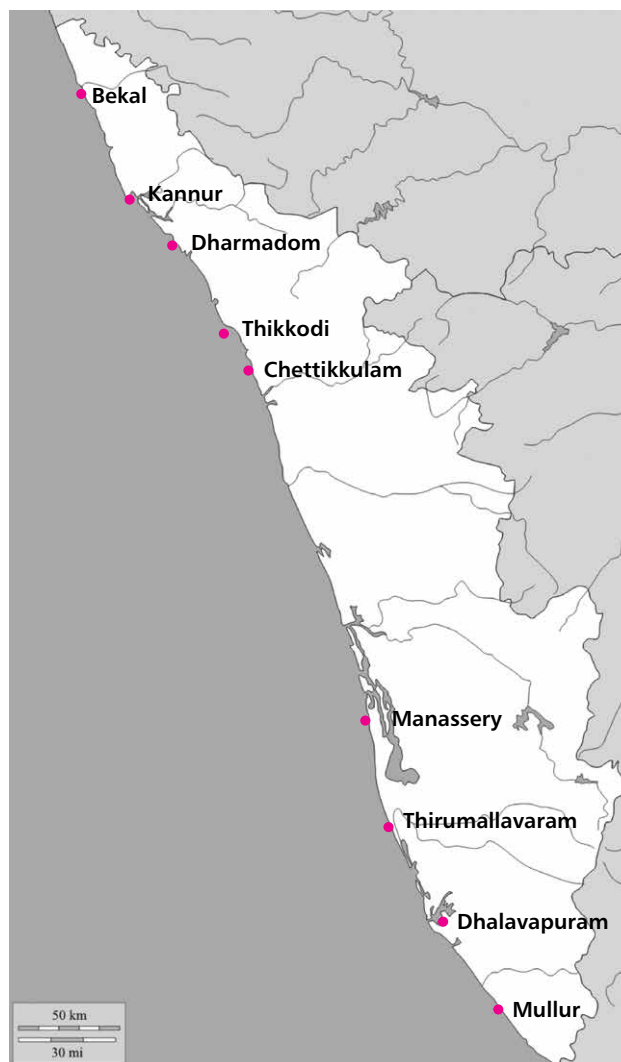 Bekal
Kannur
Dharmadom
Thikkodi
Chettikkulam
Manassery
Thirumallavaram
Dhalavapuram
Mullur
50 km
30 mi